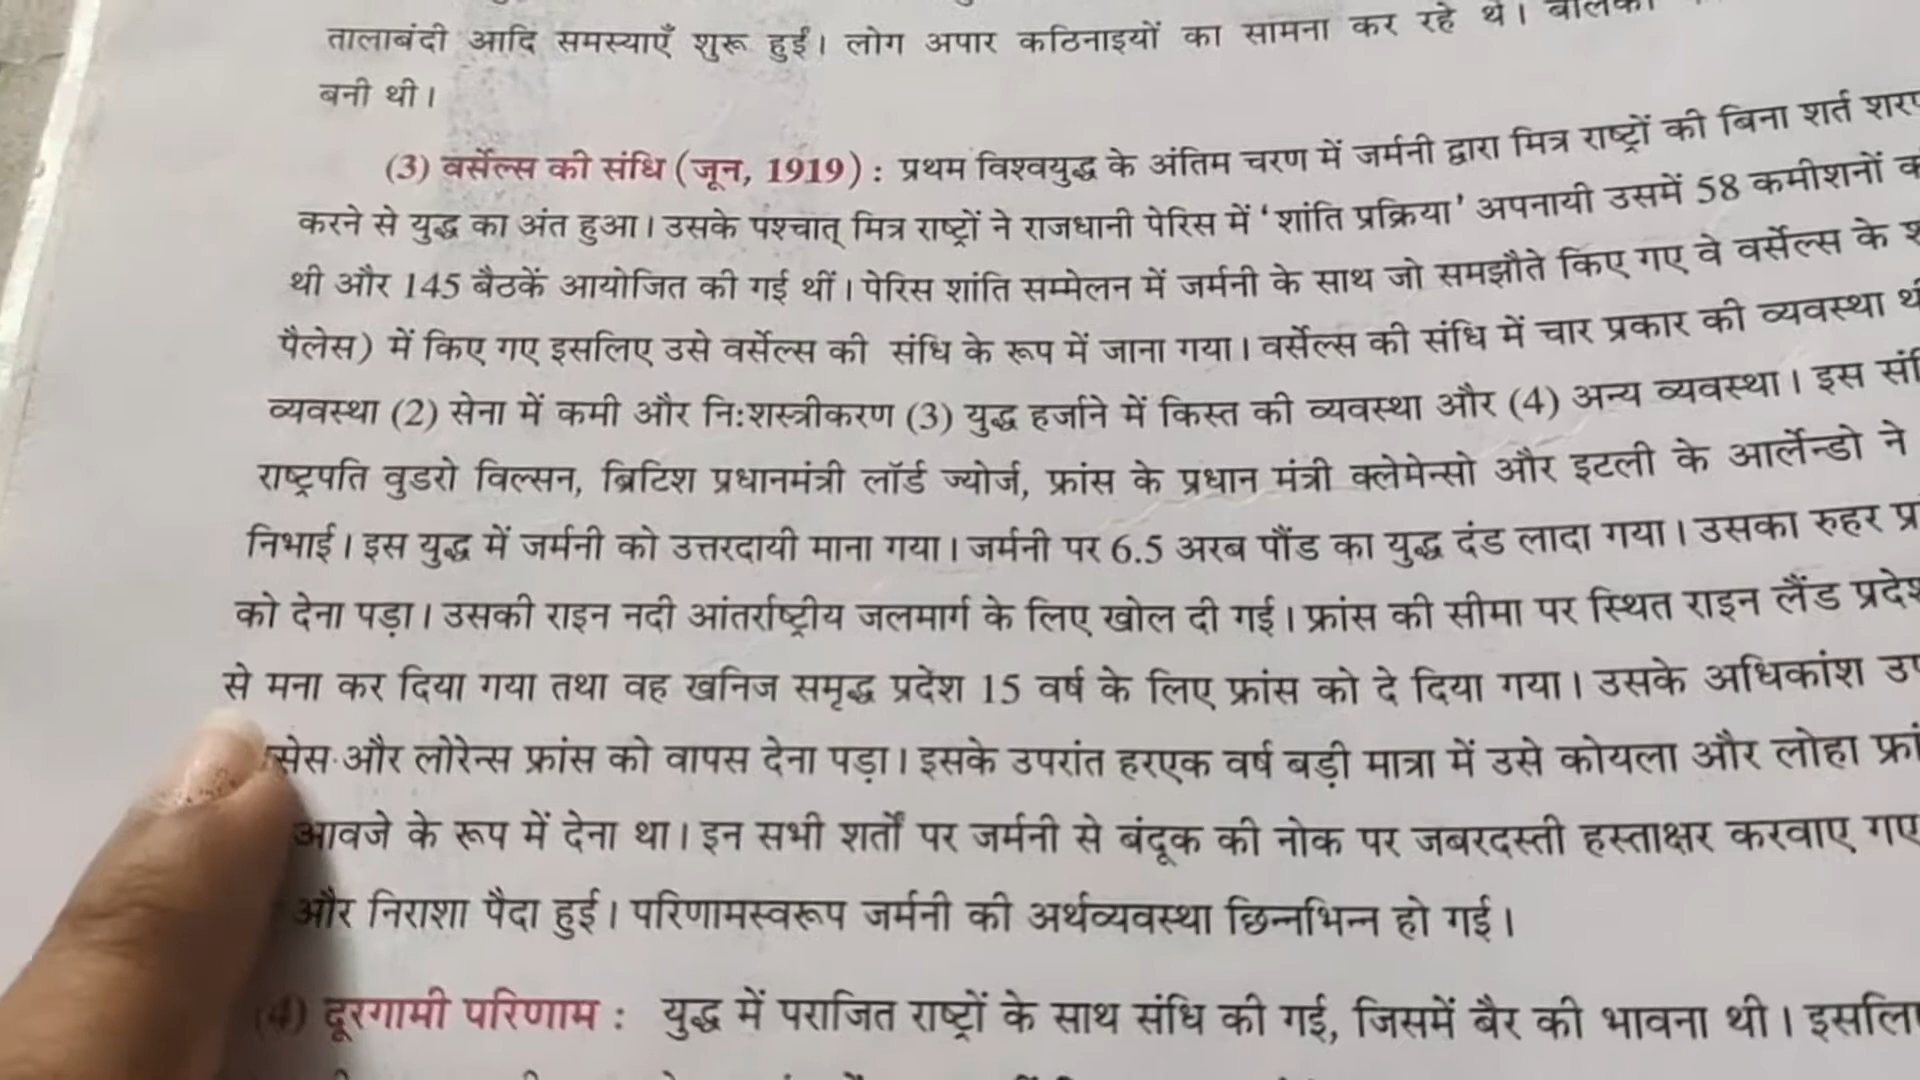 तालाबंदी आदि समस्याएँ शुरू हुईं। लोग अपार कठिनाइयों का सामना कर रहे थे।
बनी थी।
(3) वर्सेल्स की संधि (जून, 1919) : प्रथम विश्वयुद्ध के अंतिम चरण में जर्मनी द्वारा मित्र राष्ट्रों की बिना शर्त
करने से युद्ध का अंत हुआ। उसके पश्चात् मित्र राष्ट्रों ने राजधानी पेरिस में 'शांति प्रक्रिया' अपनायी उसमें 58 कमीशनों
थी और 145 बैठकें आयोजित की गई थीं। पेरिस शांति सम्मेलन में जर्मनी के साथ जो समझौते किए गए वे वर्सेल्स के
पैलेस) में किए गए इसलिए उसे वर्सेल्स की संधि के रूप में जाना गया। वर्सेल्स की संधि में चार प्रकार की व्यवस्था
व्यवस्था (2) सेना में कमी और नि:शस्त्रीकरण (3) युद्ध हर्जाने में किस्त की व्यवस्था और (4) अन्य व्यवस्था। इस
राष्ट्रपति वुडरो विल्सन, ब्रिटिश प्रधानमंत्री लॉर्ड ज्योर्ज, फ्रांस के प्रधान मंत्री क्लेमेन्सो और इटली के आर्लेन्डो ने
निभाई। इस युद्ध में जर्मनी को उत्तरदायी माना गया। जर्मनी पर 6.5 अरब पौंड का युद्ध दंड लादा गया। उसका रुहर
को देना पड़ा। उसकी राइन नदी आंतर्राष्ट्रीय जलमार्ग के लिए खोल दी गई। फ्रांस की सीमा पर स्थित राइन लैंड प्रदेश
से मना कर दिया गया तथा वह खनिज समृद्ध प्रदेश 15 वर्ष के लिए फ्रांस को दे दिया गया। उसके अधिकांश
सेस और लोरेन्स फ्रांस को वापस देना पड़ा। इसके उपरांत हरएक वर्ष बड़ी मात्रा में उसे कोयला और लोहा
आवजे के रूप में देना था। इन सभी शर्तों पर जर्मनी से बंदूक की नोक पर जबरदस्ती हस्ताक्षर करवाए गए
और निराशा पैदा हुई। परिणामस्वरूप जर्मनी की अर्थव्यवस्था छिन्नभिन्न हो गई।
(4) दूरगामी परिणाम : युद्ध में पराजित राष्ट्रों के साथ संधि की गई, जिसमें बैर की भावना थी।